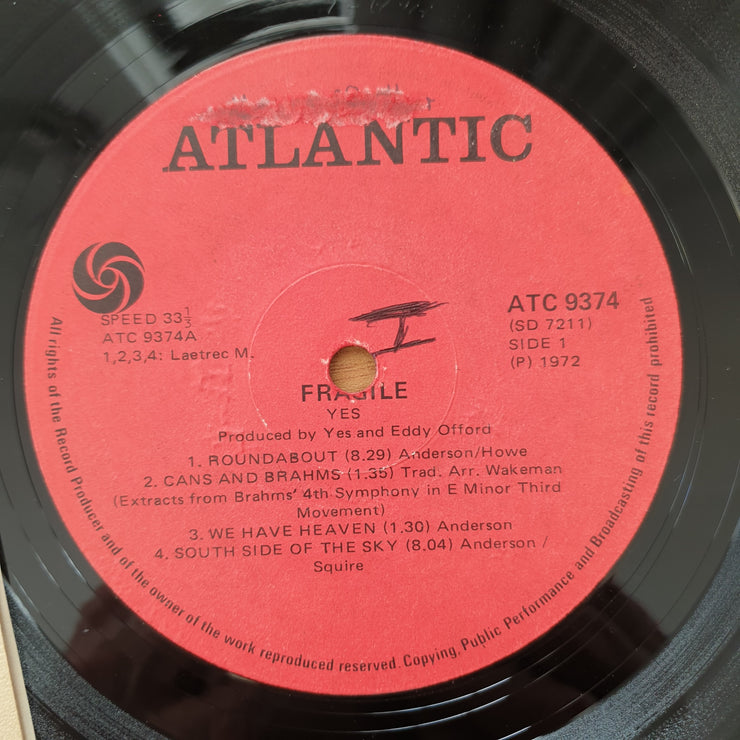 ATLANTIC
SPEED 33 1/3
ATC 9374A
1,2,3,4: Laetrec M.
I
ATC 9374
(SD 7211)
SIDE 1
(P) 1972
FRAGILE
YES
Produced by Yes and Eddy Offord
1. ROUNDABOUT (8.29) Anderson/Howe
2. CANS AND BRAHMS (1.35) Trad. Arr. Wakeman
(Extracts from Brahms' 4th Symphony in E Minor Third
Movement)
3. WE HAVE HEAVEN (1.30) Anderson
4. SOUTH SIDE OF THE SKY (8.04) Anderson /
Squire
All rights of the Record Producer and of the owner of the work reproduced reserved. Copying, Public Performance and Broadcasting of this record prohibited